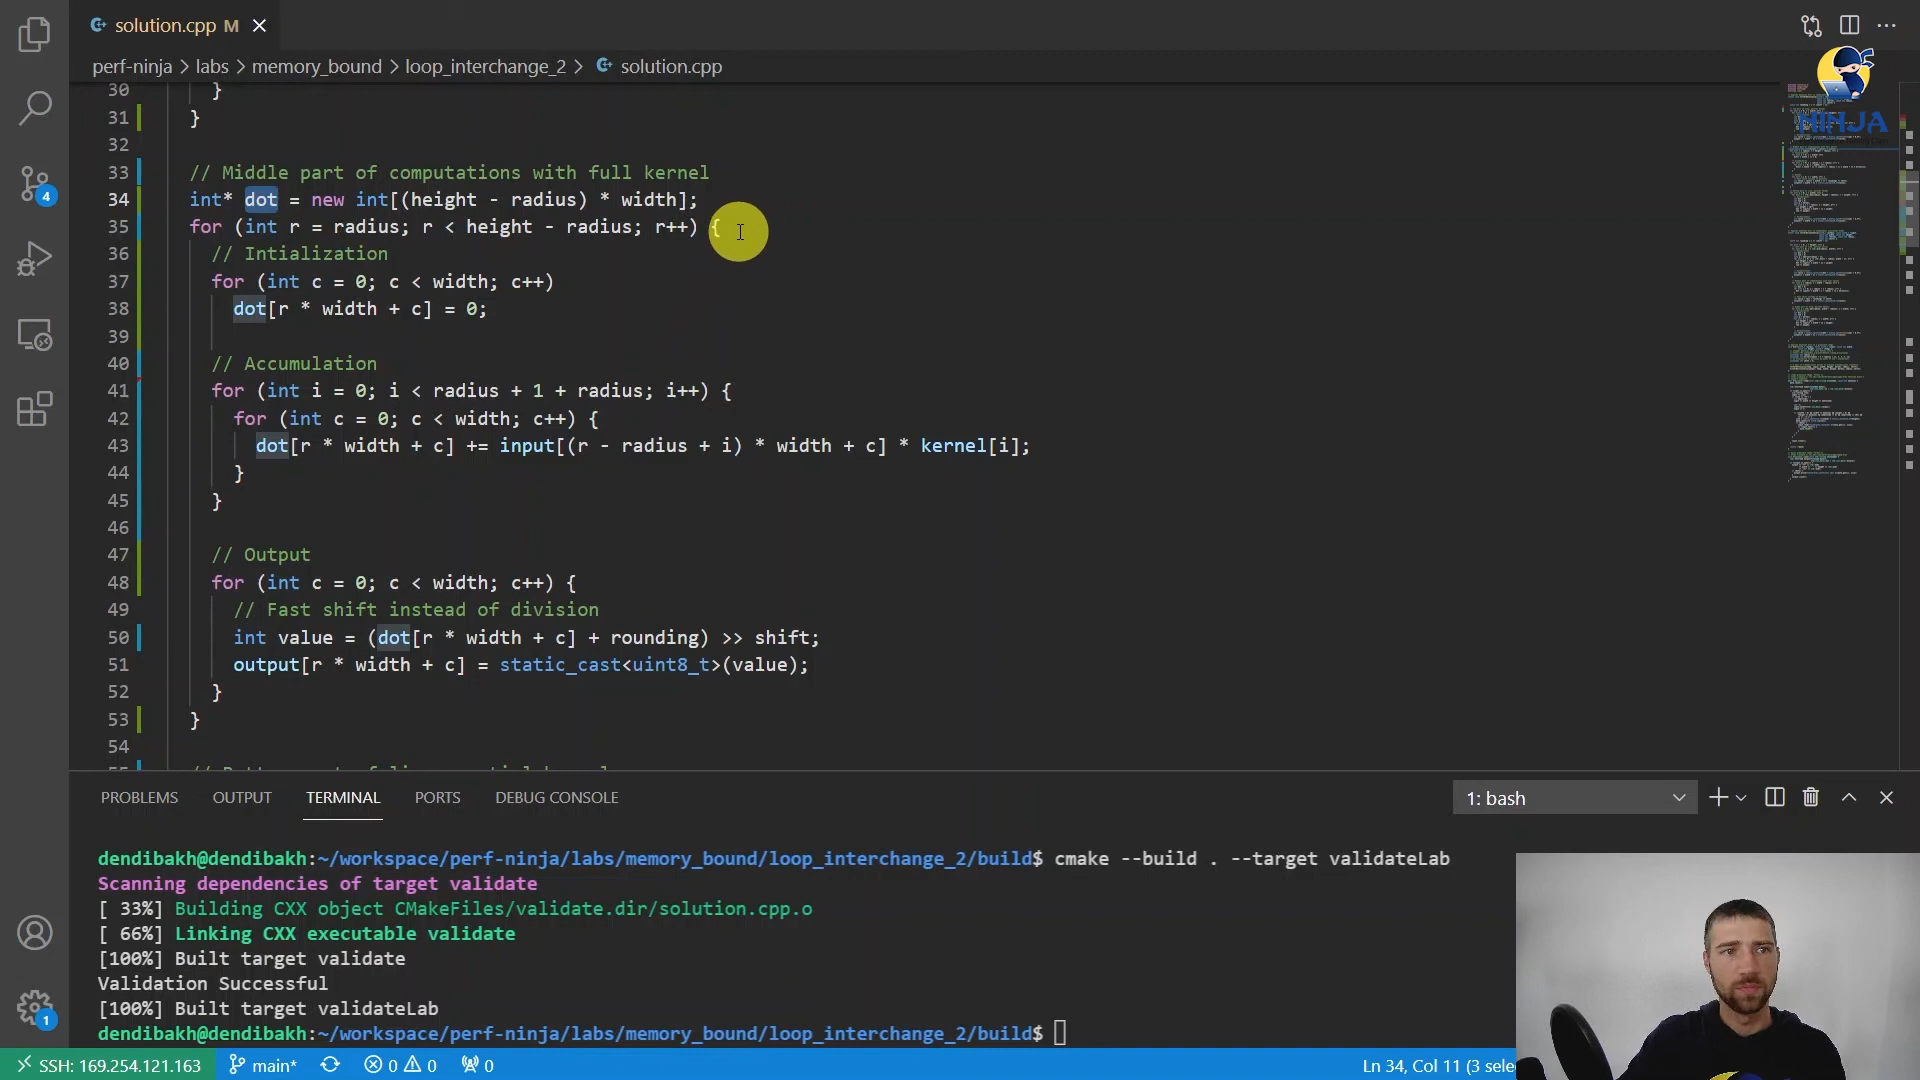 solution.cpp M
perf-ninja > labs > memory_bound > loop_interchange_2 > solution.cpp
NINJA
30 }
31 }
32
33 // Middle part of computations with full kernel
34 int* dot = new int[(height - radius) * width];
35 for (int r = radius; r < height - radius; r++) {
36 // Intialization
37 for (int c = 0; c < width; c++)
38 dot[r * width + c] = 0;
39
40 // Accumulation
41 for (int i = 0; i < radius + 1 + radius; i++) {
42 for (int c = 0; c < width; c++) {
43 dot[r * width + c] += input[(r - radius + i) * width + c] * kernel[i];
44 }
45 }
46
47 // Output
48 for (int c = 0; c < width; c++) {
49 // Fast shift instead of division
50 int value = (dot[r * width + c] + rounding) >> shift;
51 output[r * width + c] = static_cast<uint8_t>(value);
52 }
53 }
54
4
PROBLEMS OUTPUT TERMINAL PORTS DEBUG CONSOLE 1: bash
dendibakh@dendibakh:~/workspace/perf-ninja/labs/memory_bound/loop_interchange_2/build$ cmake --build . --target validateLab
Scanning dependencies of target validate
[ 33%] Building CXX object CMakeFiles/validate.dir/solution.cpp.o
[ 66%] Linking CXX executable validate
[100%] Built target validate
Validation Successful
[100%] Built target validateLab
dendibakh@dendibakh:~/workspace/perf-ninja/labs/memory_bound/loop_interchange_2/build$
1
SSH: 169.254.121.163 main* 0 0 0 Ln 34, Col 11 (3 sele